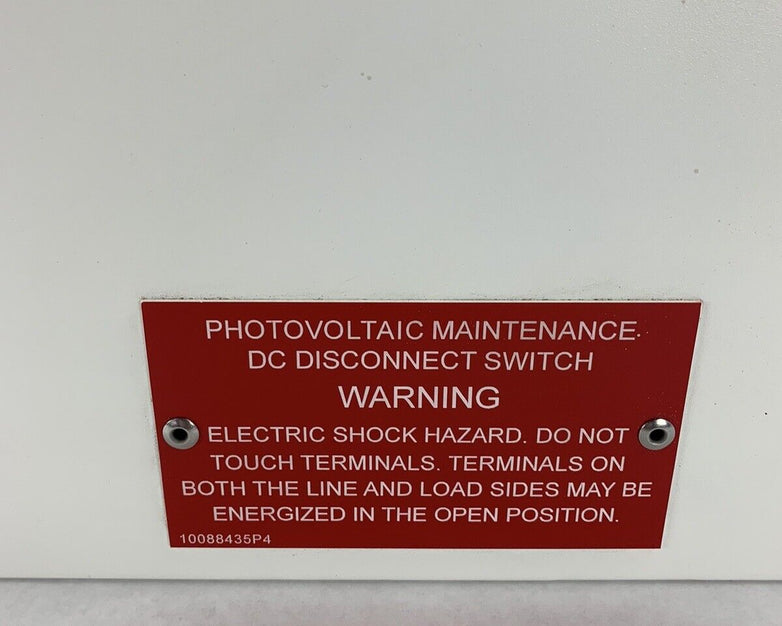 PHOTOVOLTAIC MAINTENANCE
DC DISCONNECT SWITCH
WARNING
ELECTRIC SHOCK HAZARD. DO NOT
TOUCH TERMINALS. TERMINALS ON
BOTH THE LINE AND LOAD SIDES MAY BE
ENERGIZED IN THE OPEN POSITION.
10088435P4